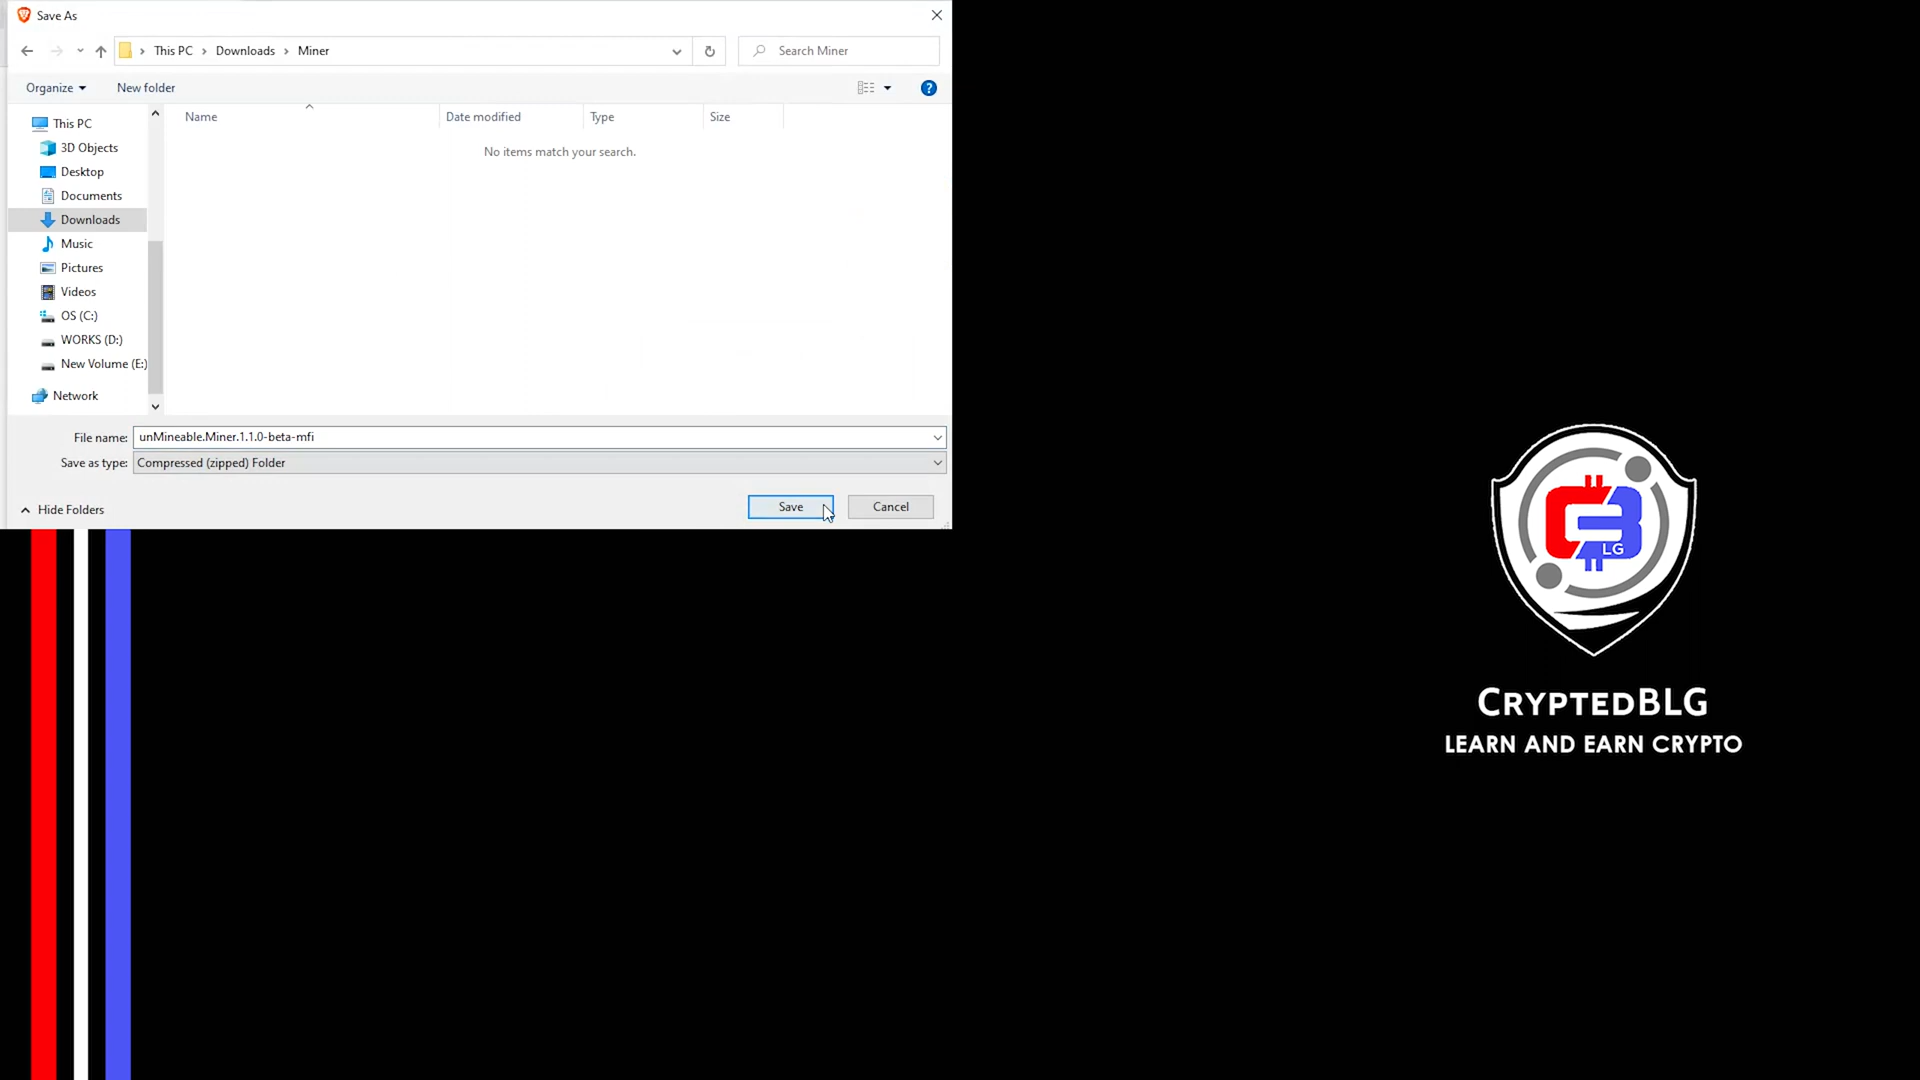 Save As
This PC > Downloads > Miner
Search Miner
Organize
New folder
?
Name
Date modified
Type
Size
No items match your search.
This PC
3D Objects
Desktop
Documents
Downloads
Music
Pictures
Videos
OS (C:)
WORKS (D:)
New Volume (E:)
Network
File name: unMineable.Miner.1.1.0-beta-mfi
Save as type: Compressed (zipped) Folder
Hide Folders
Save
Cancel
LG
CRYPTEDBLG
LEARN AND EARN CRYPTO